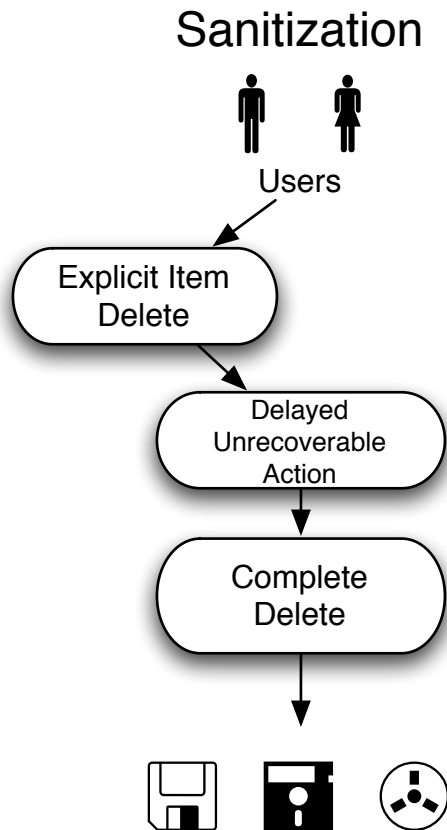 Sanitization
Users
Explicit Item
Delete
Delayed
Unrecoverable
Action
Complete
Delete